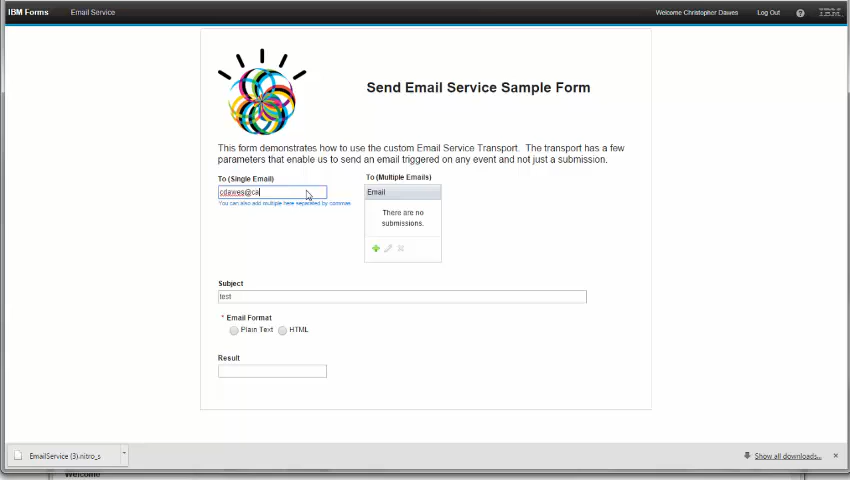 IBM Forms Email Service Welcome Christopher Dawes Log Out ? IBM
Send Email Service Sample Form
This form demonstrates how to use the custom Email Service Transport. The transport has a few
parameters that enable us to send an email triggered on any event and not just a submission.
To (Single Email) To (Multiple Emails)
cdawes@ca Email
You can also add multiple here separated by commas
There are no
submissions.
Subject
test
* Email Format
Plain Text HTML
Result
EmailService (3).nitro_s Show all downloads...
Welcome